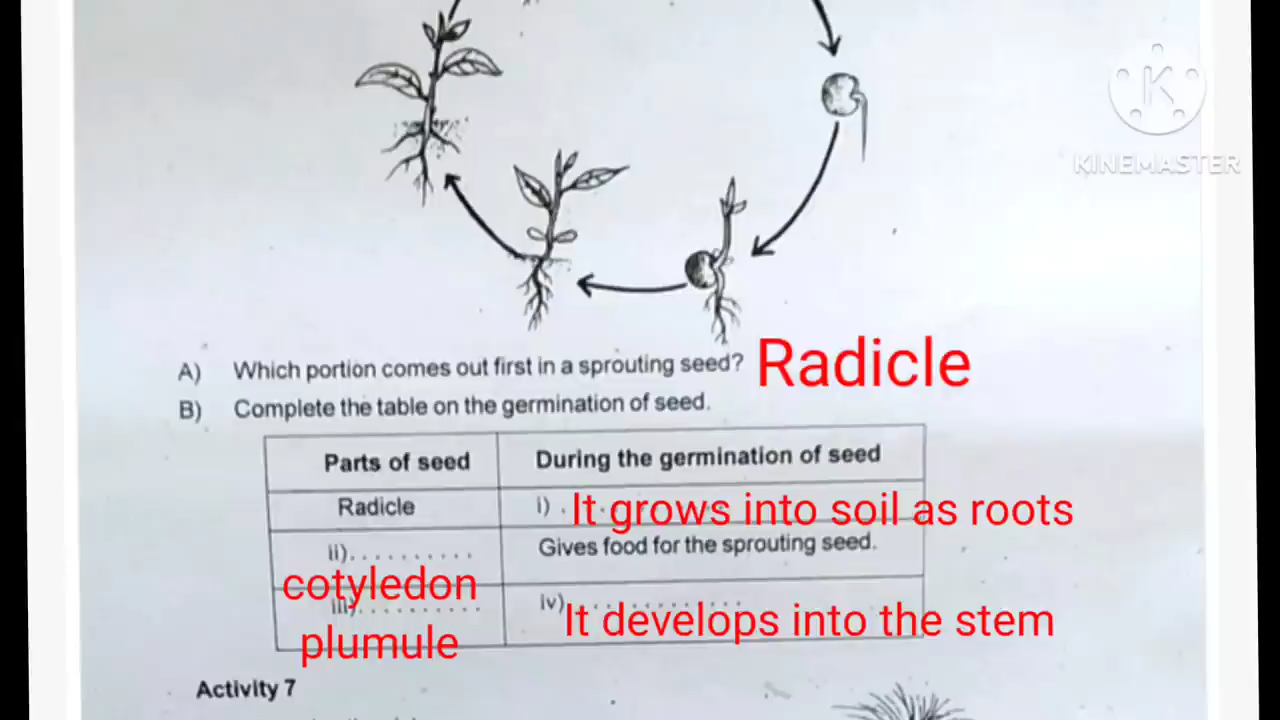 KINEMASTER
A) Which portion comes out first in a sprouting seed? Radicle
B) Complete the table on the germination of seed.
Parts of seed During the germination of seed
Radicle i) . It grows into soil as roots
ii).......... Gives food for the sprouting seed.
cotyledon
iii).......... iv)............... It develops into the stem
plumule
Activity 7